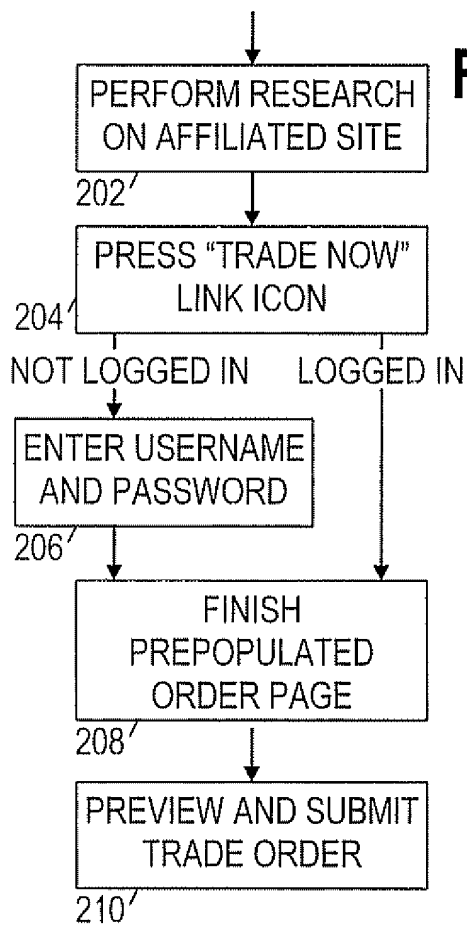 PERFORM RESEARCH
ON AFFILIATED SITE
202
PRESS “TRADE NOW”
LINK ICON
204
NOT LOGGED IN LOGGED IN
ENTER USERNAME
AND PASSWORD
206
FINISH
PREPOPULATED
ORDER PAGE
208
PREVIEW AND SUBMIT
TRADE ORDER
210